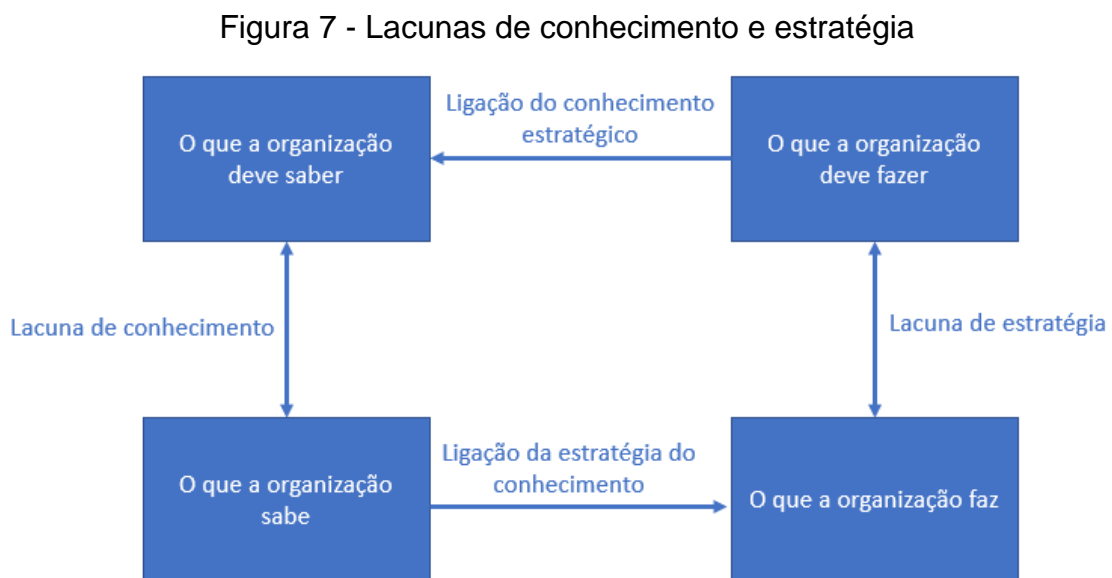 Figura 7 - Lacunas de conhecimento e estratégia
O que a organização
deve saber
Ligação do conhecimento
estratégico
O que a organização
deve fazer
Lacuna de conhecimento
Lacuna de estratégia
O que a organização
sabe
Ligação da estratégia do
conhecimento
O que a organização faz